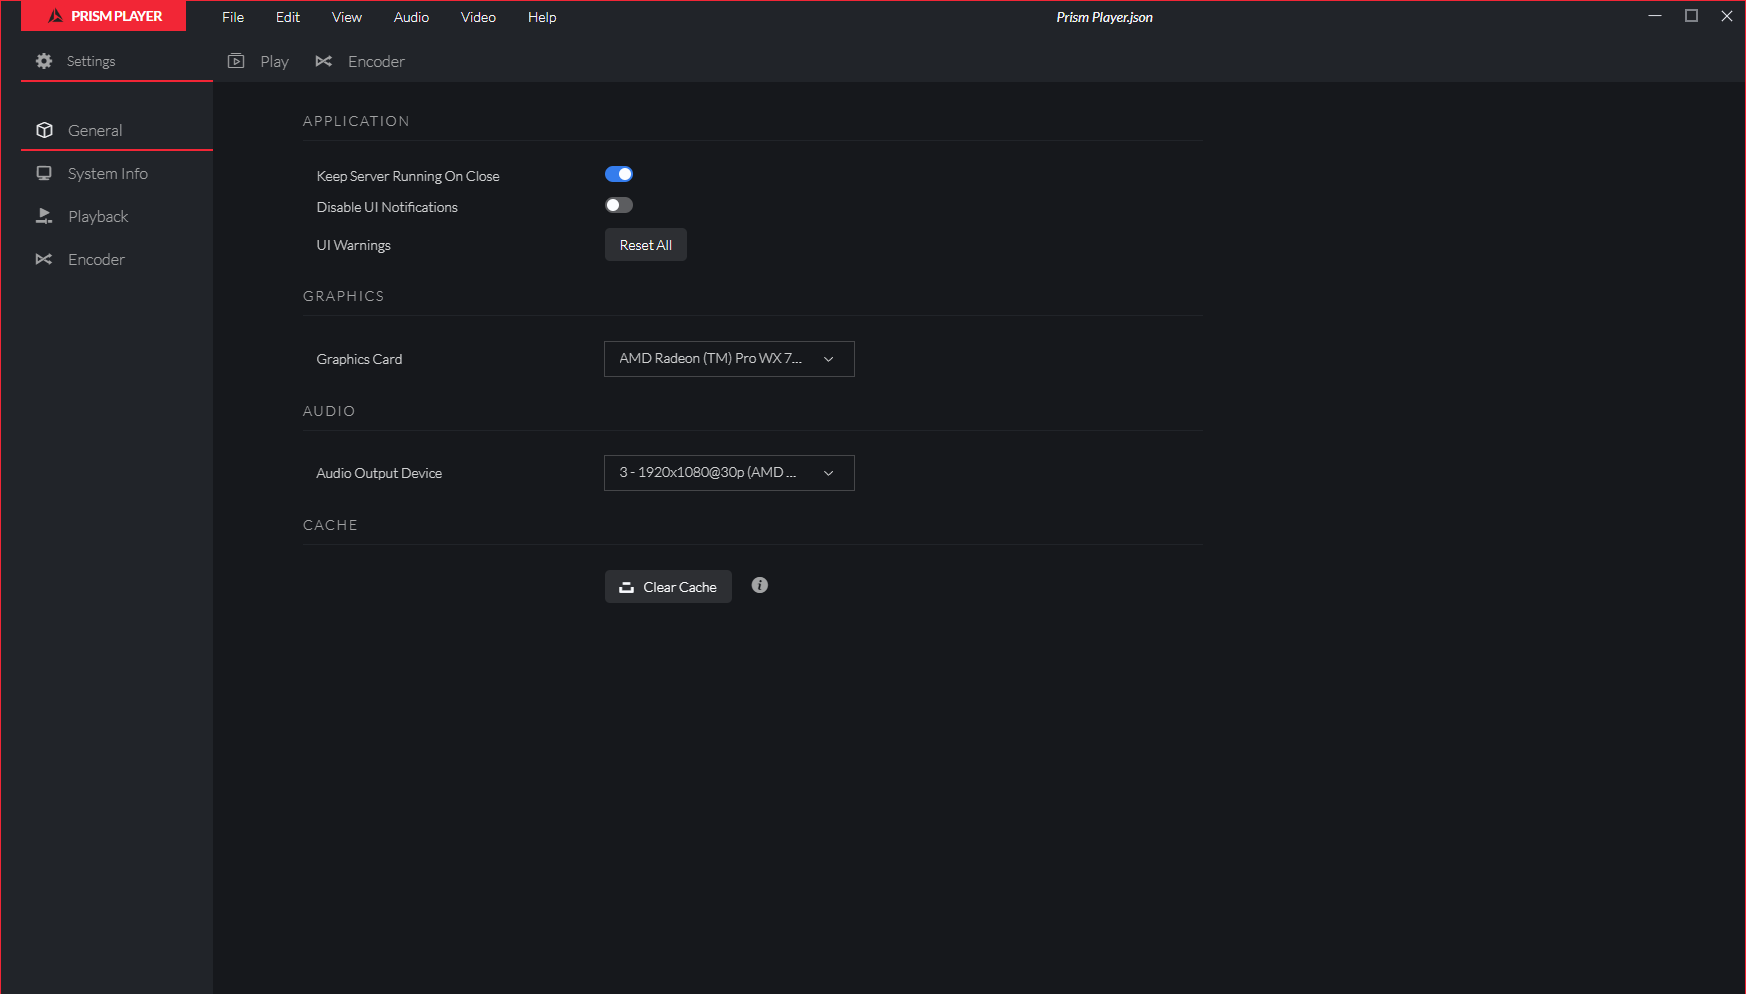 PRISM PLAYER
File Edit View Audio Video Help
Prism Player.json
Settings
Play
Encoder
General
System Info
Playback
Encoder
APPLICATION
Keep Server Running On Close
Disable UI Notifications
UI Warnings
Reset All
GRAPHICS
Graphics Card
AMD Radeon (TM) Pro WX 7...
AUDIO
Audio Output Device
3 - 1920x1080@30p (AMD ...
CACHE
Clear Cache